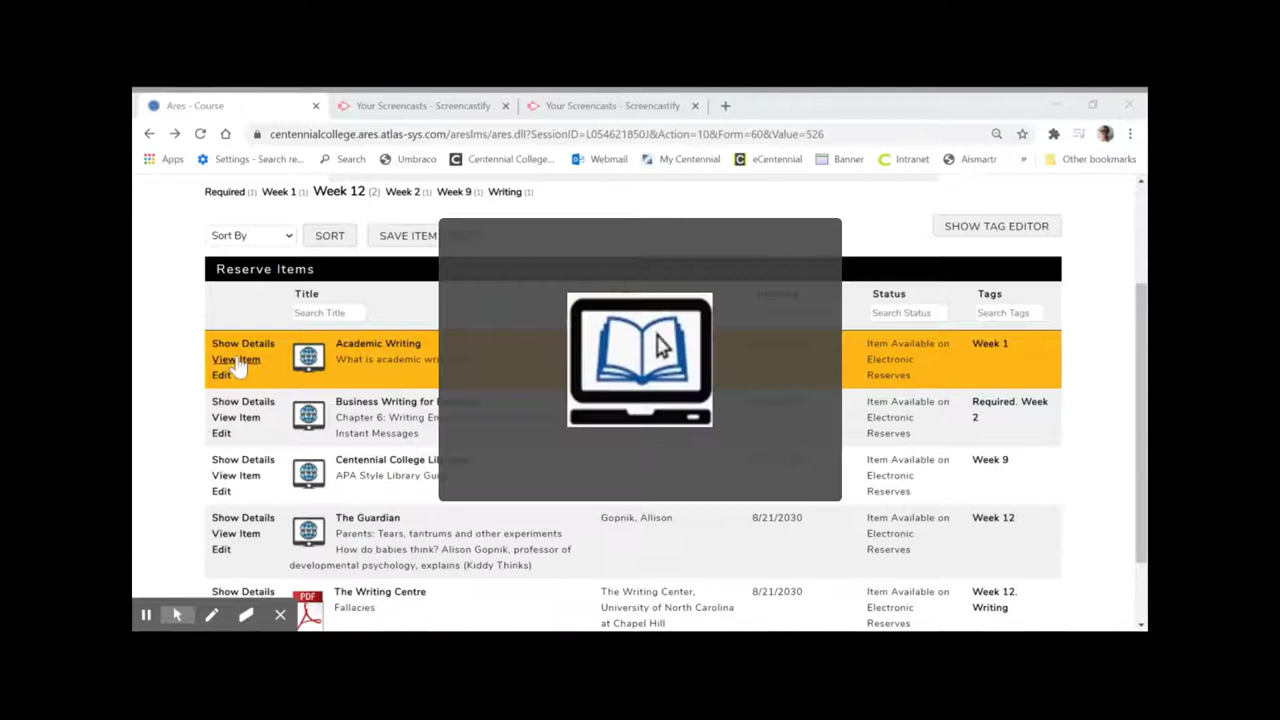 Ares - Course
Your Screencasts - Screencastify
Your Screencasts - Screencastify
centennialcollege.ares.atlas-sys.com/areslms/ares.dll?SessionID=L054621850J&Action=10&Form=60&Value=526
Apps Settings - Search re... Search Umbraco Centennial College... Webmail My Centennial eCentennial Banner Intranet Aismartr » Other bookmarks
Required (1) Week 1 (1) Week 12 (2) Week 2 (1) Week 9 (1) Writing (1)
Sort By SORT SAVE ITEM
SHOW TAG EDITOR
Reserve Items
Title Status Tags
Search Title Search Status Search Tags
Show Details Academic Writing Item Available on Week 1
View Item What is academic Electronic
Edit Reserves
Show Details Business Writing for Item Available on Required. Week
View Item Chapter 6: Writing Electronic 2
Edit Instant Messages Reserves
Show Details Centennial College Item Available on Week 9
View Item APA Style Library Electronic
Edit Reserves
Show Details The Guardian Gopnik, Allison 8/21/2030 Item Available on Week 12
View Item Parents: Tears, tantrums and other experiments Electronic
Edit How do babies think? Alison Gopnik, professor of Reserves
developmental psychology, explains (Kiddy Thinks)
Show Details PDF The Writing Centre The Writing Center, 8/21/2030 Item Available on Week 12.
Fallacies University of North Carolina Electronic Writing
at Chapel Hill Reserves